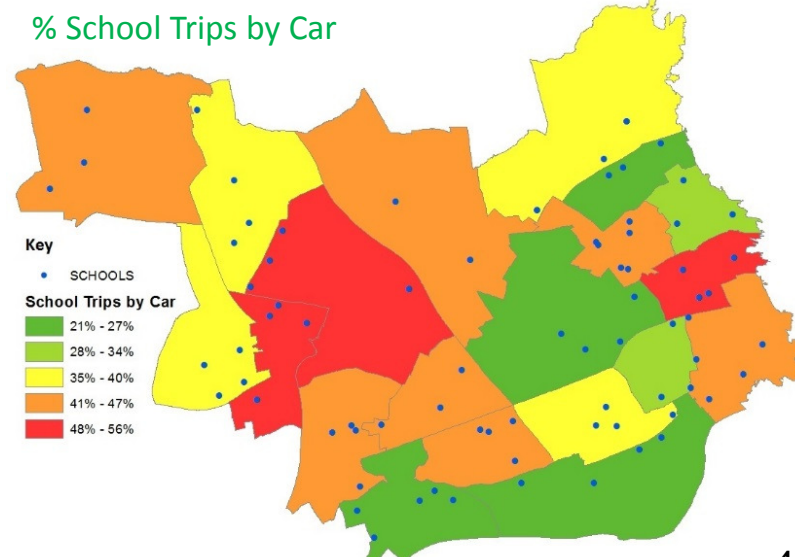 % School Trips by Car
Key
SCHOOLS
School Trips by Car
21% - 27%
28% - 34%
35% - 40%
41% - 47%
48% - 56%